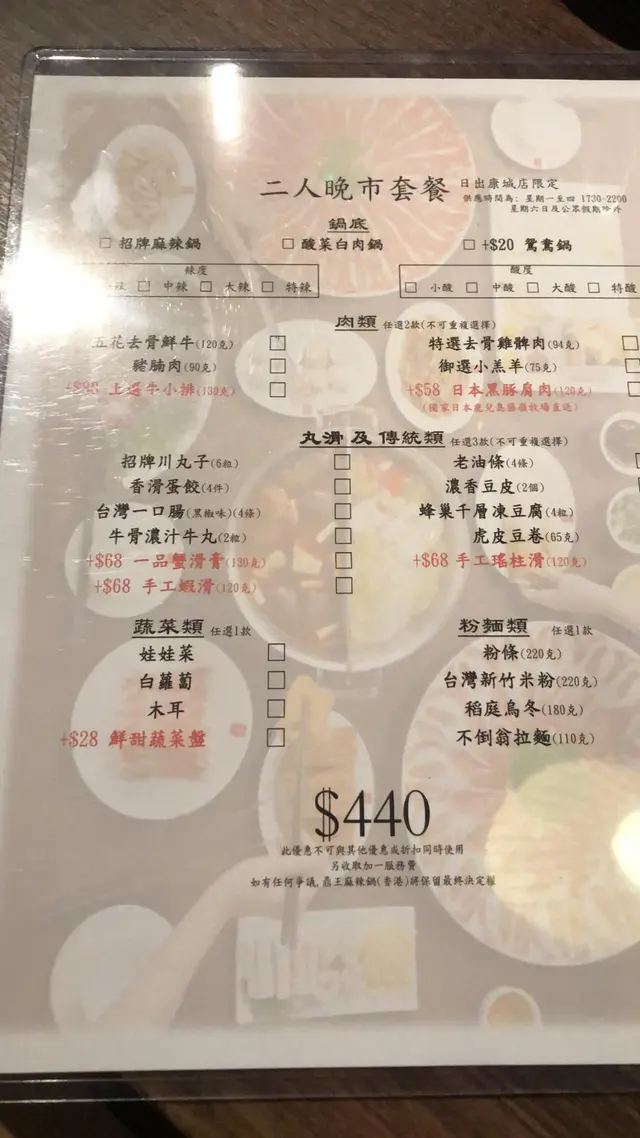 二人晚市套餐 日出康城店限定
供應時間為: 星期一至四 1730-2200
星期六日及公眾假期除外
鍋底
□ 招牌麻辣鍋 □ 酸菜白肉鍋 □ +$20 鴛鴦鍋
辣度
□ 中辣 □ 大辣 □ 特辣
酸度
□ 小酸 □ 中酸 □ 大酸 □ 特酸
肉類 任選2款(不可重複選擇)
五花去骨鮮牛(120克) □ 特選去骨雞髀肉(94克) □
豬腩肉(90克) □ 御選小羔羊(75克) □
上選牛小排(130克) □ +$58 日本黑豚腩肉(120克) □
(獨家日本鹿兒島藤嶺牧場直送)
丸滑及傳統類 任選3款(不可重複選擇)
招牌川丸子(6粒) □ 老油條(4條)
香滑蛋餃(4件) □ 濃香豆皮(2個)
台灣一口腸(黑椒味)(4條) □ 蜂巢千層凍豆腐(4粒)
牛骨濃汁牛丸(2粒) □ 虎皮豆卷(65克)
+$68 一品蟹滑膏(130克) □ +$68 手工瑤柱滑(120克)
+$68 手工蝦滑(120克) □
蔬菜類 任選1款 粉麵類 任選1款
娃娃菜 □ 粉條(220克)
白蘿蔔 □ 台灣新竹米粉(220克)
木耳 □ 稻庭烏冬(180克)
+$28 鮮甜蔬菜盤 □ 不倒翁拉麵(110克)
$440
此優惠不可與其他優惠或折扣同時使用
另收取加一服務費
如有任何爭議,鼎王麻辣鍋(香港)將保留最終決定權